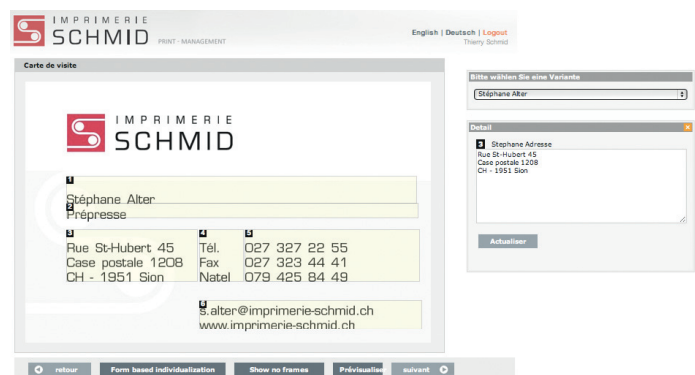 IMPRIMERIE
SCHMID PRINT - MANAGEMENT
English | Deutsch | Logout
Thierry Schmid
Carte de visite
IMPRIMERIE
SCHMID
1
Stéphane Alter
2
Prépresse
3 4 5
Rue St-Hubert 45 Tél. 027 327 22 55
Case postale 1208 Fax 027 323 44 41
CH - 1951 Sion Natel 079 425 84 49
6
s.alter@imprimerie-schmid.ch
www.imprimerie-schmid.ch
Bitte wählen Sie eine Variante
Stéphane Alter
Detail
3 Stephane Adresse
Rue St-Hubert 45
Case postale 1208
CH - 1951 Sion
Actualiser
retour Form based individualization Show no frames Prévisualise suivant